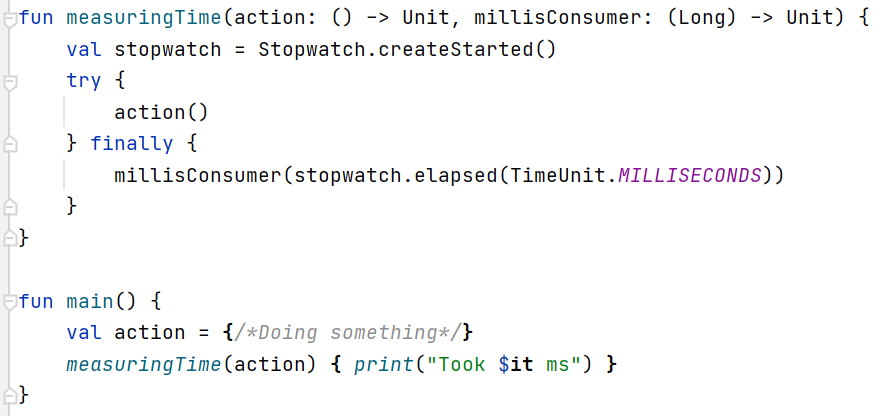 fun measuringTime(action: () -> Unit, millisConsumer: (Long) -> Unit) {
    val stopwatch = Stopwatch.createStarted()
    try {
        action()
    } finally {
        millisConsumer(stopwatch.elapsed(TimeUnit.MILLISECONDS))
    }
}

fun main() {
    val action = {/*Doing something*/}
    measuringTime(action) { print("Took $it ms") }
}